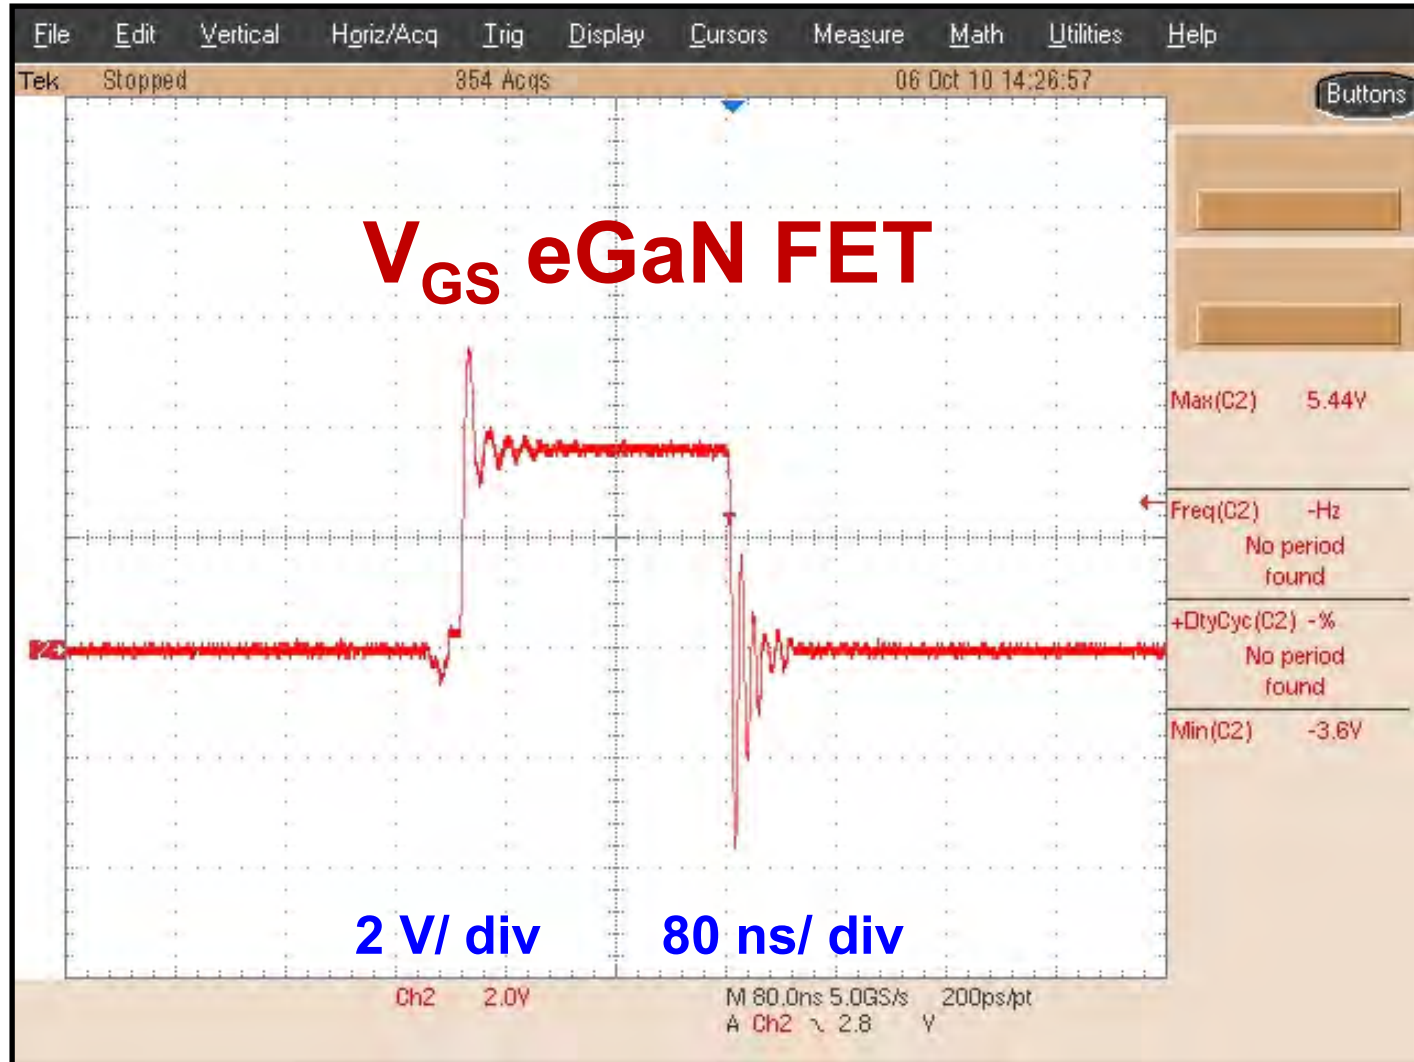 File Edit Vertical Horiz/Acq Trig Display Cursors Measure Math Utilities Help
Tek Stopped 354 Acqs 06 Oct 10 14:26:57
Buttons
VGS eGaN FET
Max(C2) 5.44V
Freq(C2) -Hz
No period
found
+DtyCyc(C2) -%
No period
found
Min(C2) -3.6V
2 V/ div 80 ns/ div
Ch2 2.0V M 80.0ns 5.0GS/s 200ps/pt
A Ch2 2.8 V